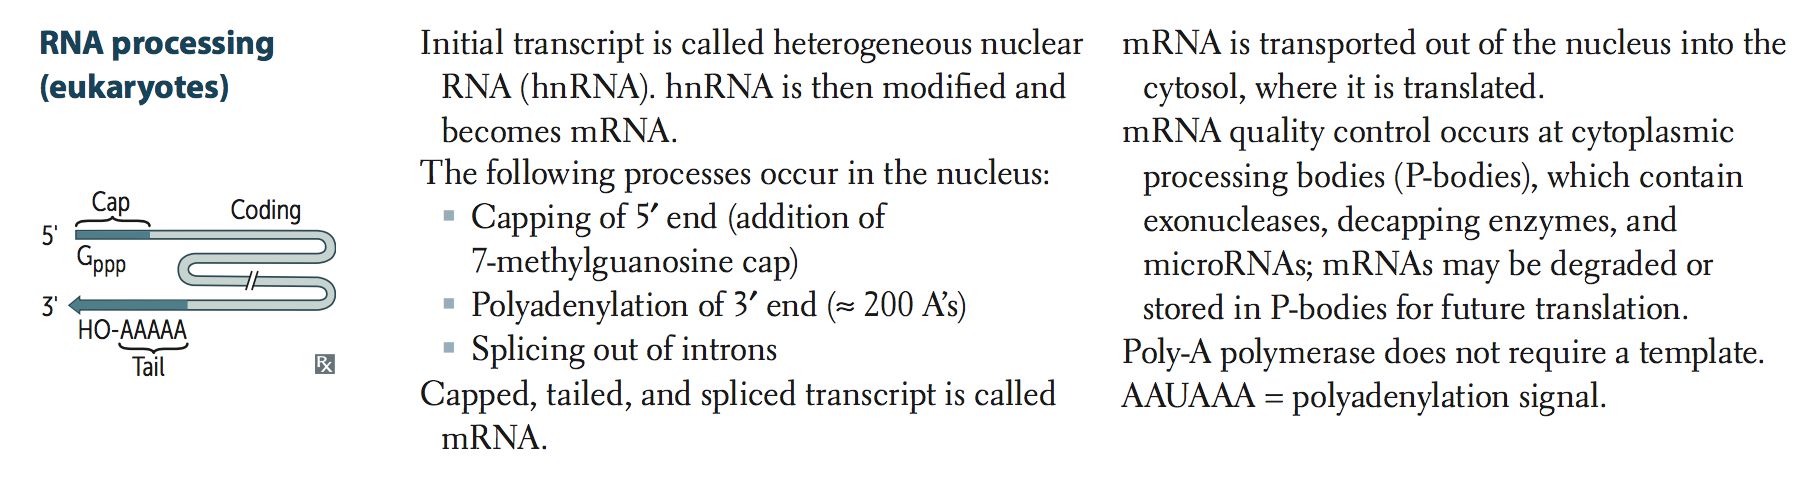 RNA processing
(eukaryotes)
Cap
Coding
5'
Gppp
3'
HO-AAAAA
Tail
Rx
Initial transcript is called heterogeneous nuclear
RNA (hnRNA). hnRNA is then modified and
becomes mRNA.
The following processes occur in the nucleus:
▪ Capping of 5′ end (addition of
7-methylguanosine cap)
▪ Polyadenylation of 3′ end (≈ 200 A’s)
▪ Splicing out of introns
Capped, tailed, and spliced transcript is called
mRNA.
mRNA is transported out of the nucleus into the
cytosol, where it is translated.
mRNA quality control occurs at cytoplasmic
processing bodies (P-bodies), which contain
exonucleases, decapping enzymes, and
microRNAs; mRNAs may be degraded or
stored in P-bodies for future translation.
Poly-A polymerase does not require a template.
AAUAAA = polyadenylation signal.